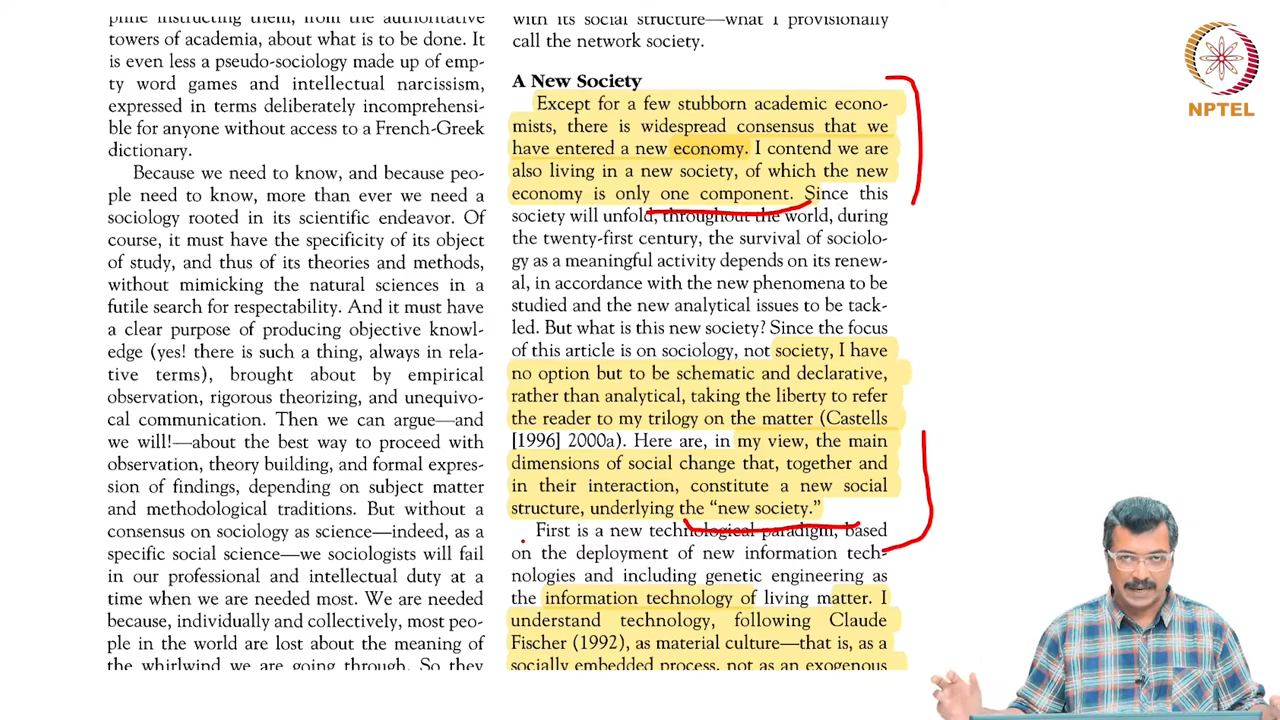 pline instructing them, from the authoritative
towers of academia, about what is to be done. It
is even less a pseudo-sociology made up of emp-
ty word games and intellectual narcissism,
expressed in terms deliberately incomprehensi-
ble for anyone without access to a French-Greek
dictionary.
Because we need to know, and because peo-
ple need to know, more than ever we need a
sociology rooted in its scientific endeavor. Of
course, it must have the specificity of its object
of study, and thus of its theories and methods,
without mimicking the natural sciences in a
futile search for respectability. And it must have
a clear purpose of producing objective knowl-
edge (yes! there is such a thing, always in rela-
tive terms), brought about by empirical
observation, rigorous theorizing, and unequivo-
cal communication. Then we can argue—and
we will!—about the best way to proceed with
observation, theory building, and formal expres-
sion of findings, depending on subject matter
and methodological traditions. But without a
consensus on sociology as science—indeed, as a
specific social science—we sociologists will fail
in our professional and intellectual duty at a
time when we are needed most. We are needed
because, individually and collectively, most peo-
ple in the world are lost about the meaning of
the whirlwind we are going through. So they
with its social structure—what I provisionally
call the network society.
A New Society
Except for a few stubborn academic econo-
mists, there is widespread consensus that we
have entered a new economy. I contend we are
also living in a new society, of which the new
economy is only one component. Since this
society will unfold, throughout the world, during
the twenty-first century, the survival of sociolo-
gy as a meaningful activity depends on its renew-
al, in accordance with the new phenomena to be
studied and the new analytical issues to be tack-
led. But what is this new society? Since the focus
of this article is on sociology, not society, I have
no option but to be schematic and declarative,
rather than analytical, taking the liberty to refer
the reader to my trilogy on the matter (Castells
[1996] 2000a). Here are, in my view, the main
dimensions of social change that, together and
in their interaction, constitute a new social
structure, underlying the “new society.”
First is a new technological paradigm, based
on the deployment of new information tech-
nologies and including genetic engineering as
the information technology of living matter. I
understand technology, following Claude
Fischer (1992), as material culture—that is, as a
socially embedded process, not as an exogenous
NPTEL